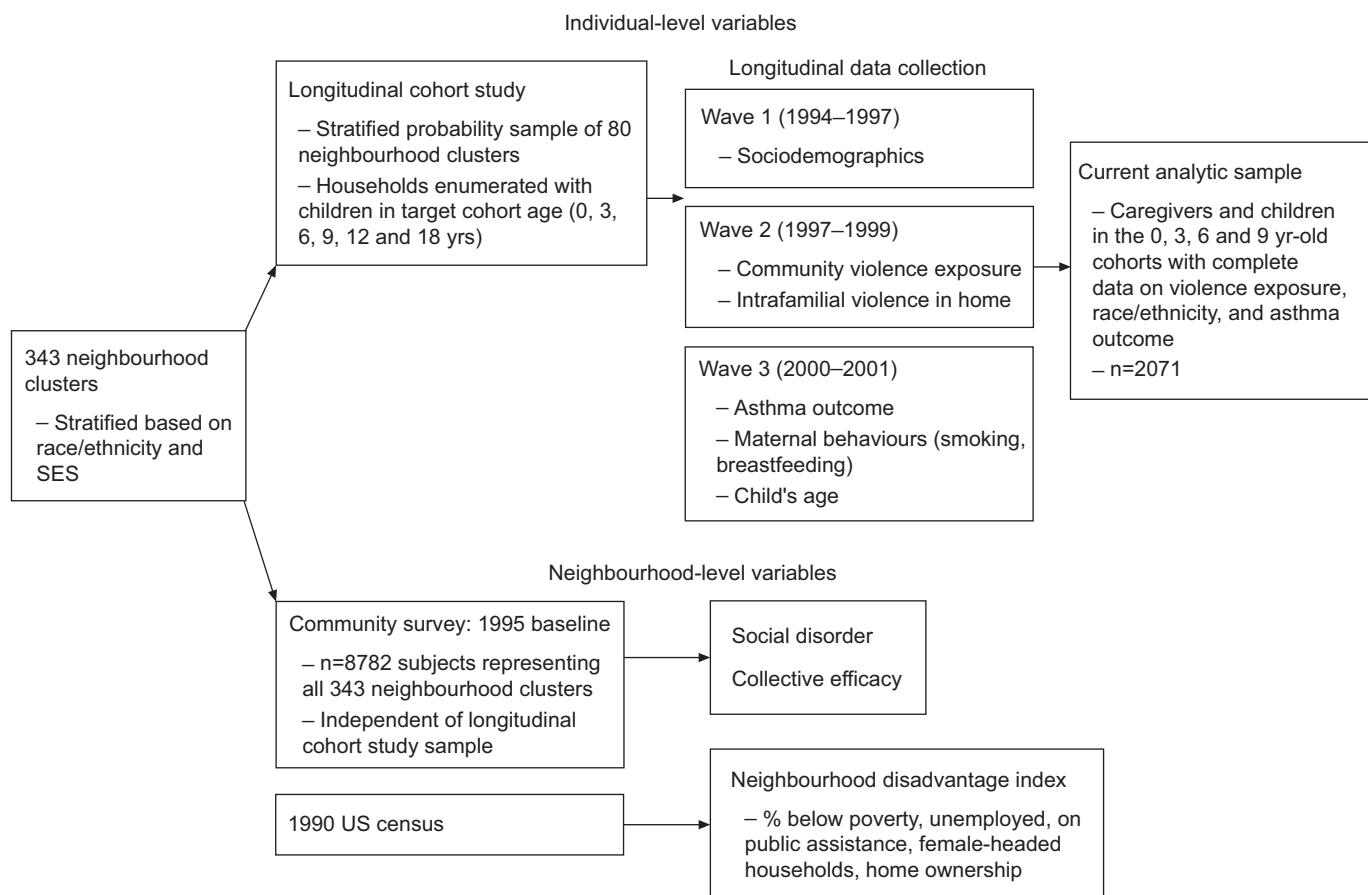 Individual-level variables
Longitudinal cohort study
– Stratified probability sample of 80
neighbourhood clusters
– Households enumerated with
children in target cohort age (0, 3,
6, 9, 12 and 18 yrs)
Longitudinal data collection
Wave 1 (1994–1997)
– Sociodemographics
Wave 2 (1997–1999)
– Community violence exposure
– Intrafamilial violence in home
Wave 3 (2000–2001)
– Asthma outcome
– Maternal behaviours (smoking,
breastfeeding)
– Child's age
Current analytic sample
– Caregivers and children
in the 0, 3, 6 and 9 yr-old
cohorts with complete
data on violence exposure,
race/ethnicity, and asthma
outcome
– n=2071
343 neighbourhood
clusters
– Stratified based on
race/ethnicity and
SES
Neighbourhood-level variables
Community survey: 1995 baseline
– n=8782 subjects representing
all 343 neighbourhood clusters
– Independent of longitudinal
cohort study sample
Social disorder
Collective efficacy
1990 US census
Neighbourhood disadvantage index
– % below poverty, unemployed, on
public assistance, female-headed
households, home ownership